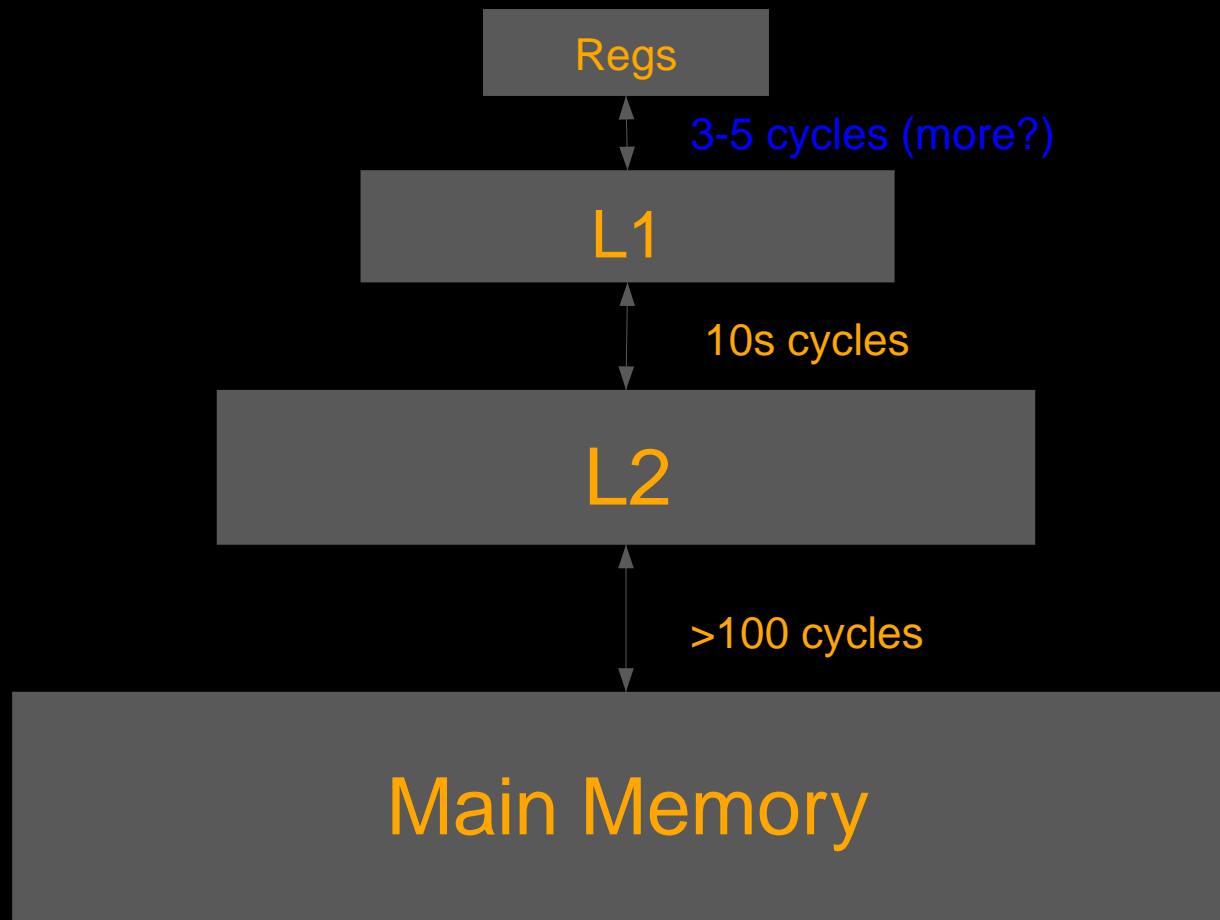 Regs
3-5 cycles (more?)
L1
10s cycles
L2
>100 cycles
Main Memory